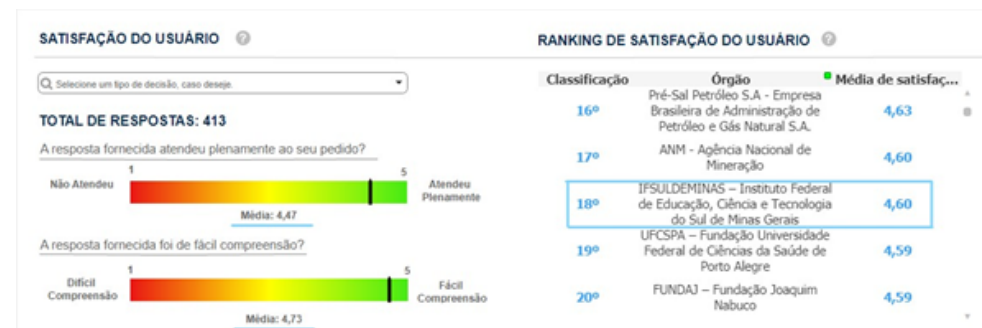 SATISFAÇÃO DO USUÁRIO ?
Selecione um tipo de decisão, caso deseje.
TOTAL DE RESPOSTAS: 413
A resposta fornecida atendeu plenamente ao seu pedido?
1
5
Não Atendeu
Atendeu
Plenamente
Média: 4,47
A resposta fornecida foi de fácil compreensão?
1
5
Difícil
Compreensão
Fácil
Compreensão
Média: 4,73
RANKING DE SATISFAÇÃO DO USUÁRIO ?
Classificação Órgão Média de satisfaç...
Pré-Sal Petróleo S.A - Empresa
16º Brasileira de Administração de 4,63
Petróleo e Gás Natural S.A.
17º ANM - Agência Nacional de 4,60
Mineração
IFSULDEMINAS – Instituto Federal
18º de Educação, Ciência e Tecnologia 4,60
do Sul de Minas Gerais
UFCSPA – Fundação Universidade
19º Federal de Ciências da Saúde de 4,59
Porto Alegre
20º FUNDAJ – Fundação Joaquim 4,59
Nabuco